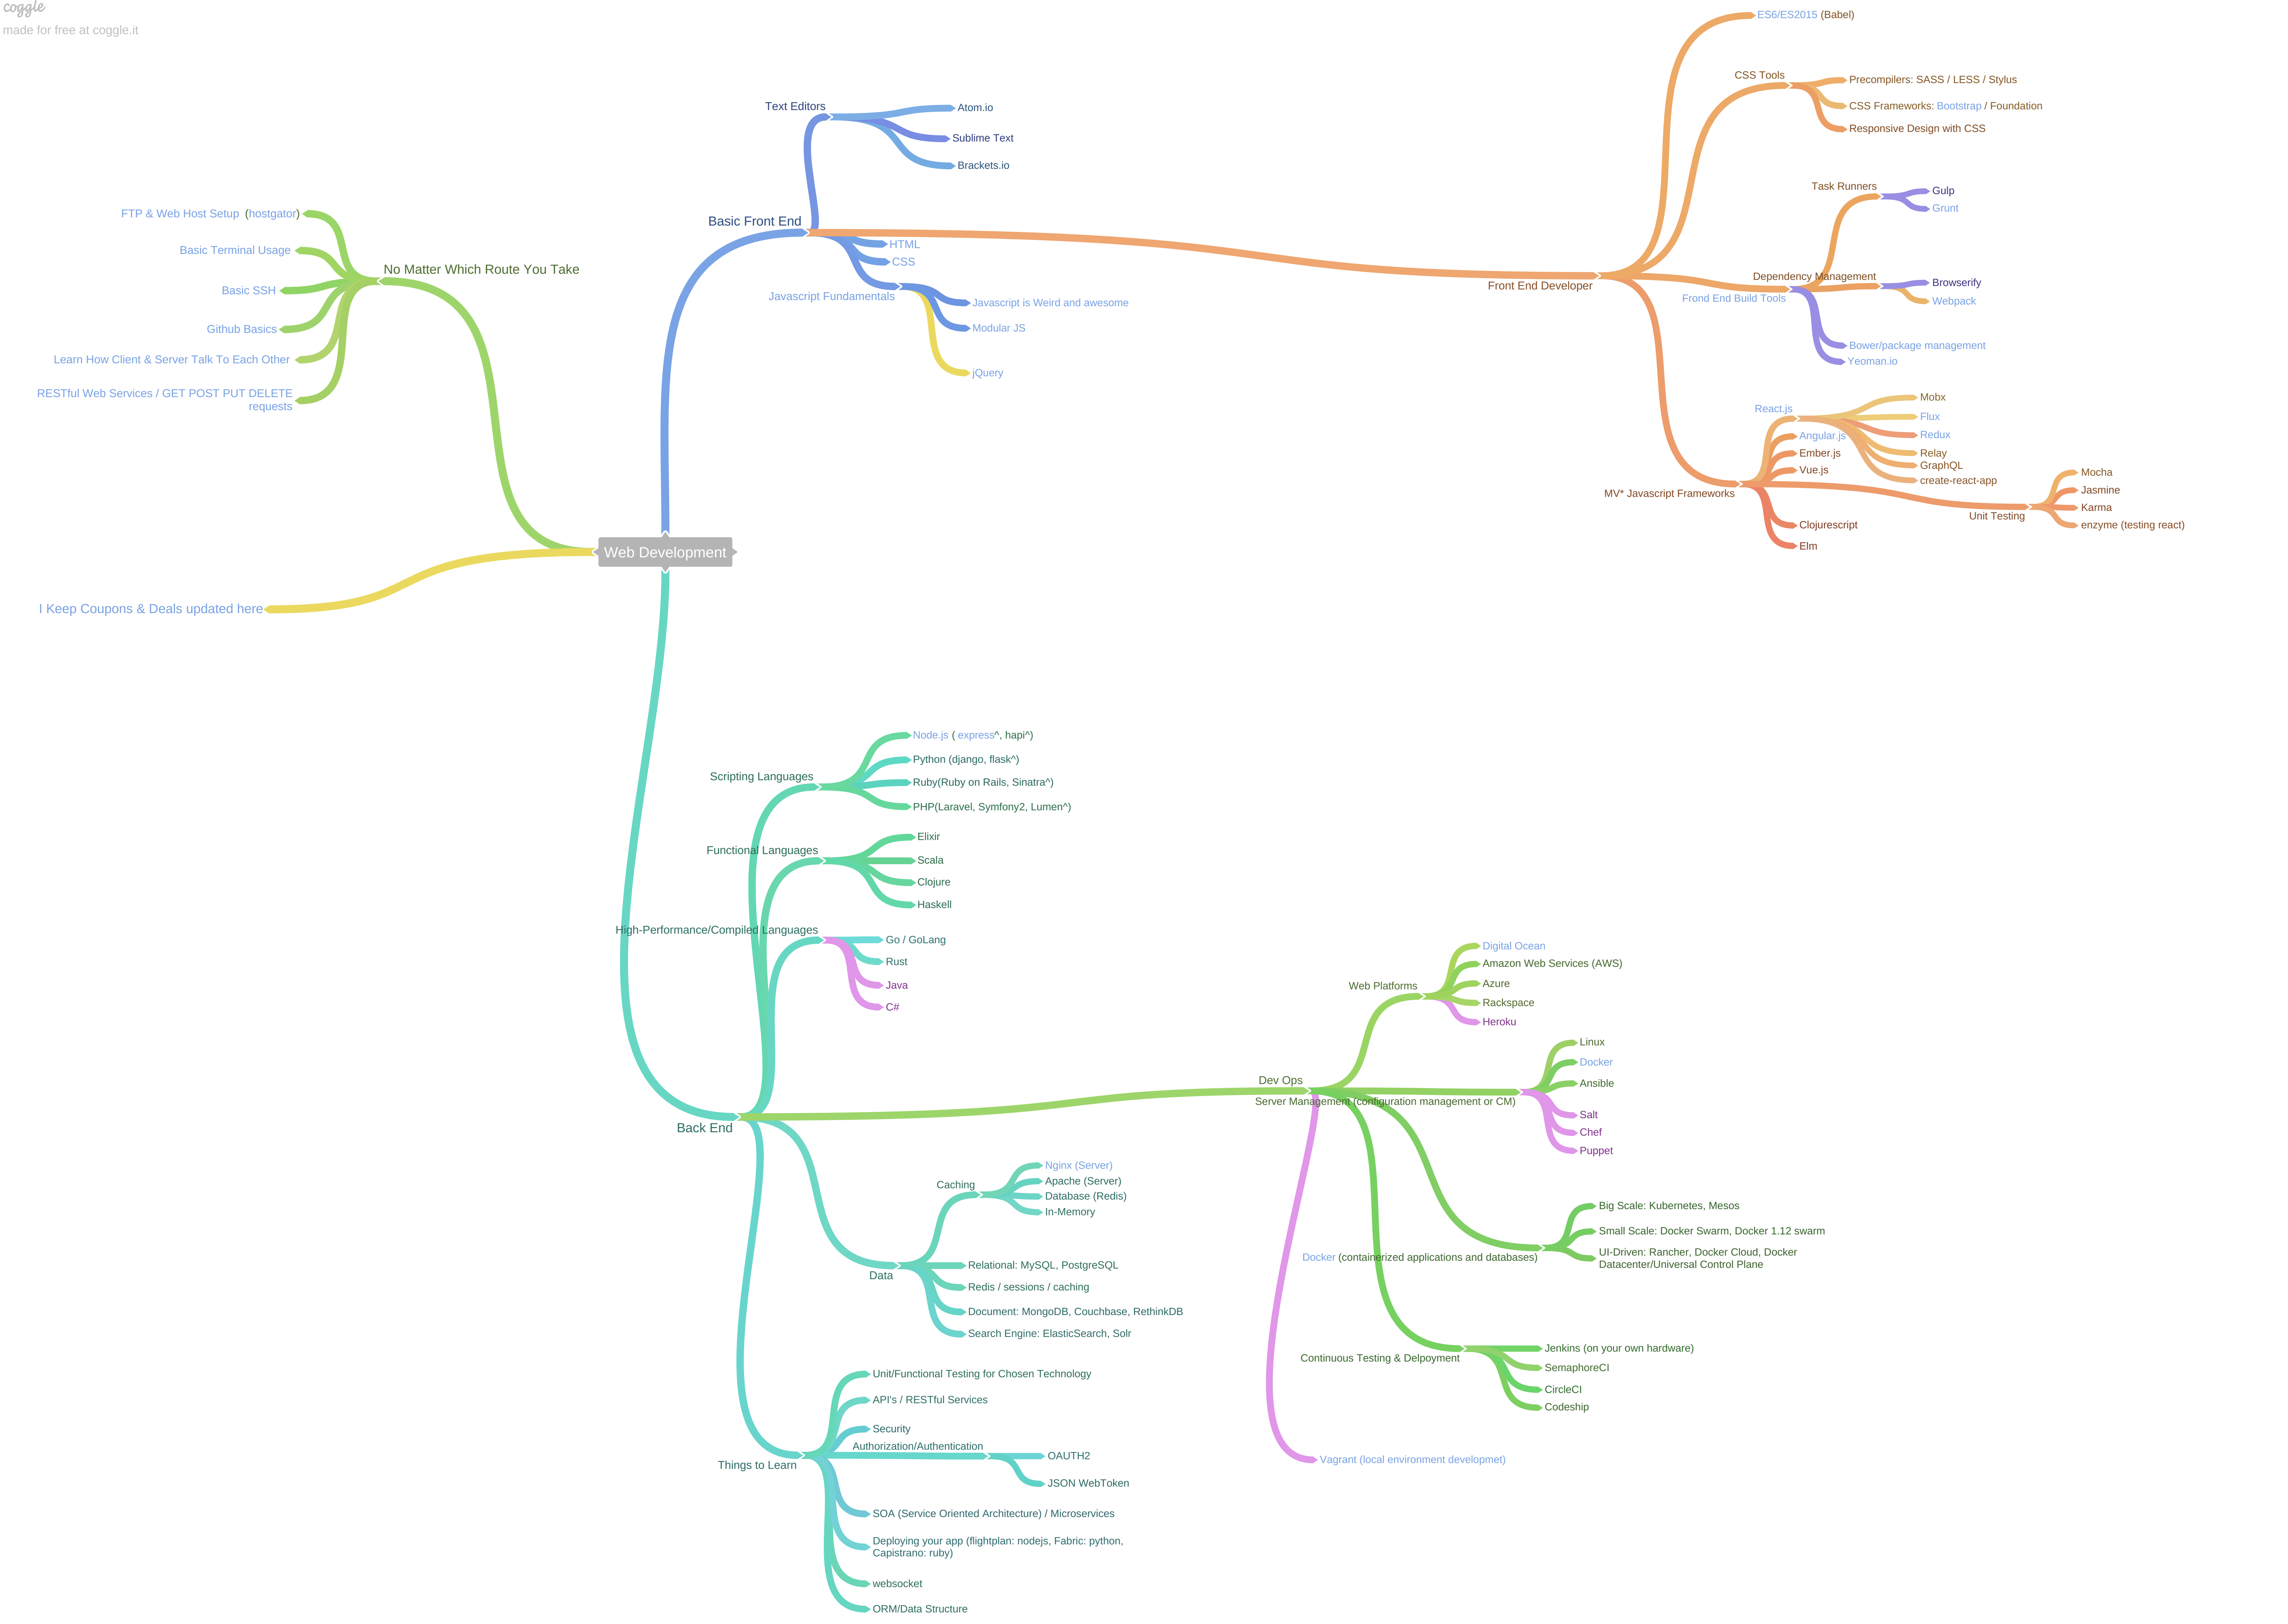 coggle
made for free at coggle.it
Web Development
No Matter Which Route You Take
FTP & Web Host Setup (hostgator)
Basic Terminal Usage
Basic SSH
Github Basics
Learn How Client & Server Talk To Each Other
RESTful Web Services / GET POST PUT DELETE
requests
I Keep Coupons & Deals updated here
Basic Front End
Text Editors
Atom.io
Sublime Text
Brackets.io
HTML
CSS
Javascript Fundamentals
Javascript is Weird and awesome
Modular JS
jQuery
Front End Developer
ES6/ES2015 (Babel)
CSS Tools
Precompilers: SASS / LESS / Stylus
CSS Frameworks: Bootstrap / Foundation
Responsive Design with CSS
Frond End Build Tools
Task Runners
Gulp
Grunt
Dependency Management
Browserify
Webpack
Bower/package management
Yeoman.io
MV* Javascript Frameworks
React.js
Mobx
Flux
Redux
Relay
GraphQL
create-react-app
Angular.js
Ember.js
Vue.js
Unit Testing
Mocha
Jasmine
Karma
enzyme (testing react)
Clojurescript
Elm
Back End
Scripting Languages
Node.js ( express^, hapi^)
Python (django, flask^)
Ruby(Ruby on Rails, Sinatra^)
PHP(Laravel, Symfony2, Lumen^)
Functional Languages
Elixir
Scala
Clojure
Haskell
High-Performance/Compiled Languages
Go / GoLang
Rust
Java
C#
Dev Ops
Web Platforms
Digital Ocean
Amazon Web Services (AWS)
Azure
Rackspace
Heroku
Server Management (configuration management or CM)
Linux
Docker
Ansible
Salt
Chef
Puppet
Docker (containerized applications and databases)
Big Scale: Kubernetes, Mesos
Small Scale: Docker Swarm, Docker 1.12 swarm
UI-Driven: Rancher, Docker Cloud, Docker
Datacenter/Universal Control Plane
Continuous Testing & Delpoyment
Jenkins (on your own hardware)
SemaphoreCI
CircleCI
Codeship
Vagrant (local environment developmet)
Data
Caching
Nginx (Server)
Apache (Server)
Database (Redis)
In-Memory
Relational: MySQL, PostgreSQL
Redis / sessions / caching
Document: MongoDB, Couchbase, RethinkDB
Search Engine: ElasticSearch, Solr
Things to Learn
Unit/Functional Testing for Chosen Technology
API's / RESTful Services
Security
Authorization/Authentication
OAUTH2
JSON WebToken
SOA (Service Oriented Architecture) / Microservices
Deploying your app (flightplan: nodejs, Fabric: python,
Capistrano: ruby)
websocket
ORM/Data Structure